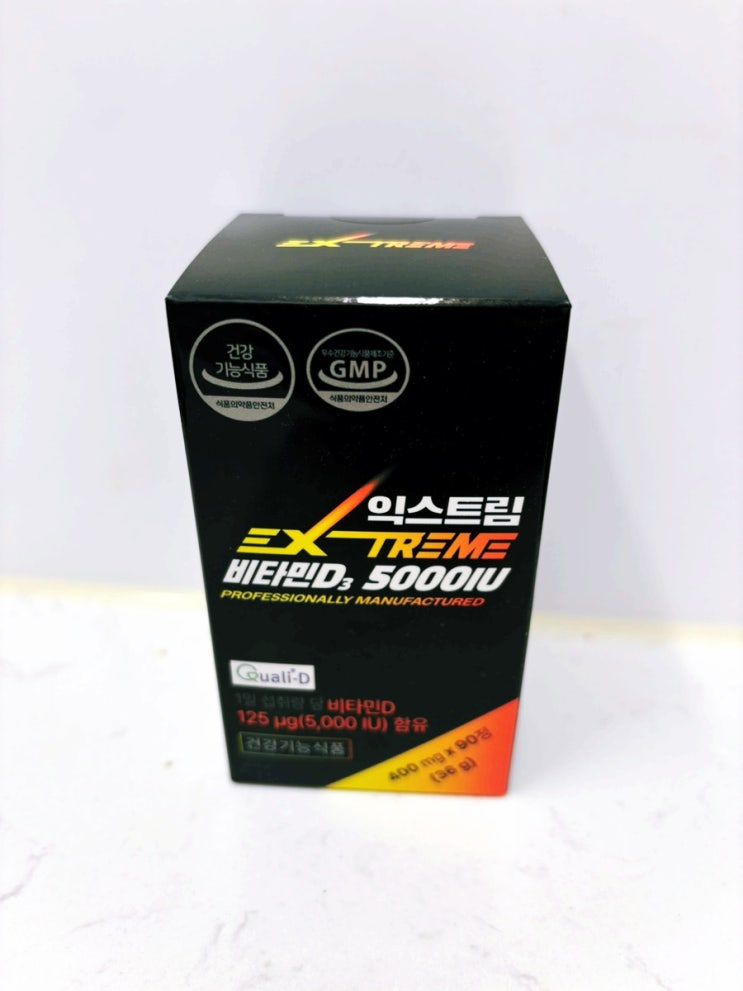 EXTREME
건강
기능식품
식품의약품안전처
우수건강기능식품제조기준
GMP
식품의약품안전처
익스트림
EXTREME
비타민D₃ 5000IU
PROFESSIONALLY MANUFACTURED
Quali®-D
1일 섭취량 당 비타민D
125 µg(5,000 IU) 함유
건강기능식품
400 mg x 90정
(36 g)